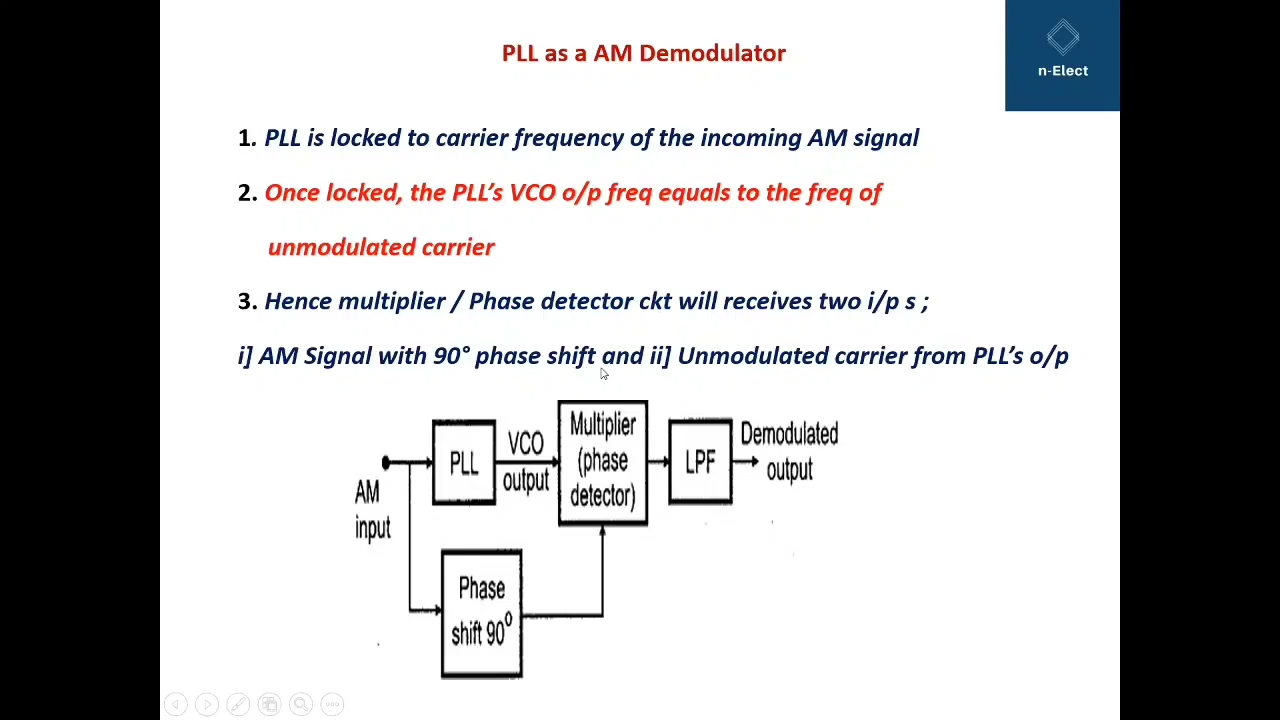 PLL as a AM Demodulator
n-Elect
1. PLL is locked to carrier frequency of the incoming AM signal
2. Once locked, the PLL’s VCO o/p freq equals to the freq of
unmodulated carrier
3. Hence multiplier / Phase detector ckt will receives two i/p s ;
i] AM Signal with 90° phase shift and ii] Unmodulated carrier from PLL’s o/p
AM
input
PLL
VCO
output
Multiplier
(phase
detector)
LPF
Demodulated
output
Phase
shift 90°